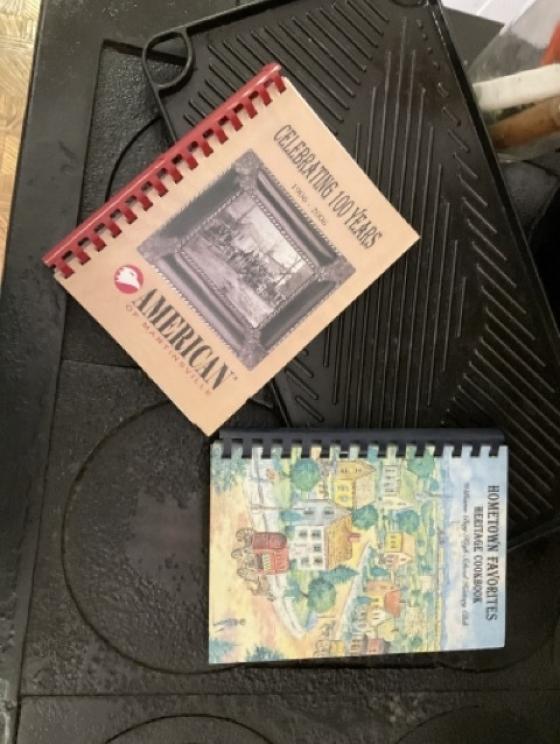 CELEBRATING 100 YEARS
1906 - 2006
AMERICAN
OF MARTINSVILLE
HOMETOWN FAVORITES
HERITAGE COOKBOOK